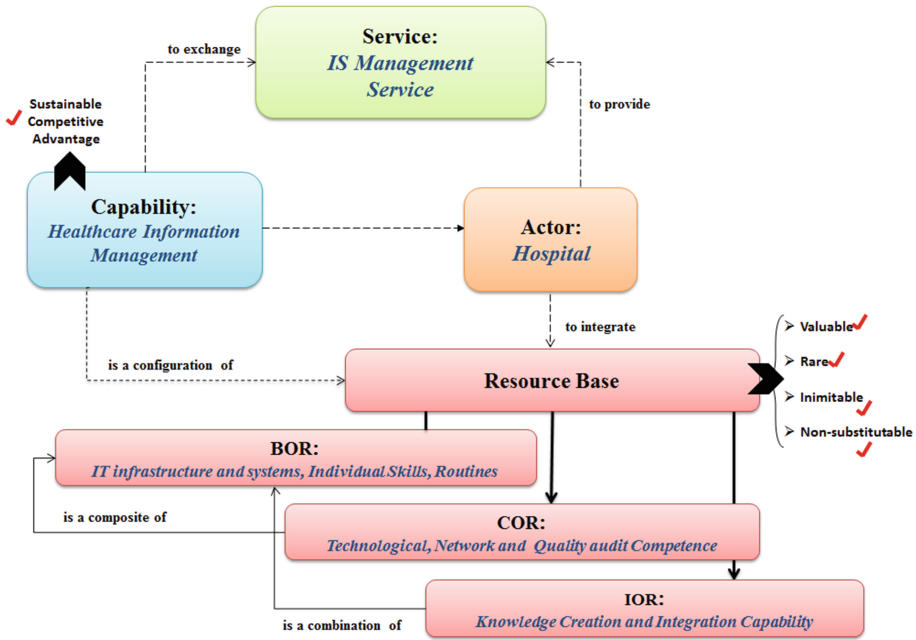 Service:
IS Management
Service
to exchange
to provide
Sustainable
Competitive
Advantage
Capability:
Healthcare Information
Management
Actor:
Hospital
to integrate
is a configuration of
Resource Base
Valuable
Rare
Inimitable
Non-substitutable
BOR:
IT infrastructure and systems, Individual Skills, Routines
is a composite of
COR:
Technological, Network and Quality audit Competence
IOR:
Knowledge Creation and Integration Capability
is a combination of